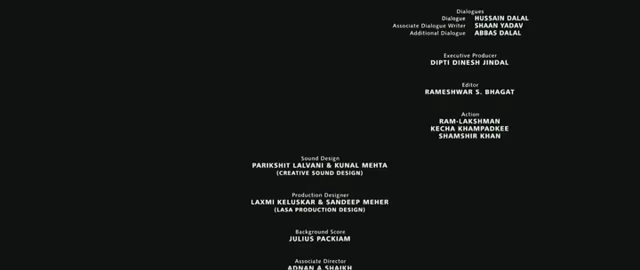 Dialogues
Dialogue HUSSAIN DALAL
Associate Dialogue Writer SHAAN YADAV
Additional Dialogue ABBAS DALAL
Executive Producer
DIPTI DINESH JINDAL
Editor
RAMESHWAR S. BHAGAT
Action
RAM-LAKSHMAN
KECHA KHAMPADKEE
SHAMSHIR KHAN
Sound Design
PARIKSHIT LALVANI & KUNAL MEHTA
(CREATIVE SOUND DESIGN)
Production Designer
LAXMI KELUSKAR & SANDEEP MEHER
(LASA PRODUCTION DESIGN)
Background Score
JULIUS PACKIAM
Associate Director
ADNAN A SHAIKH